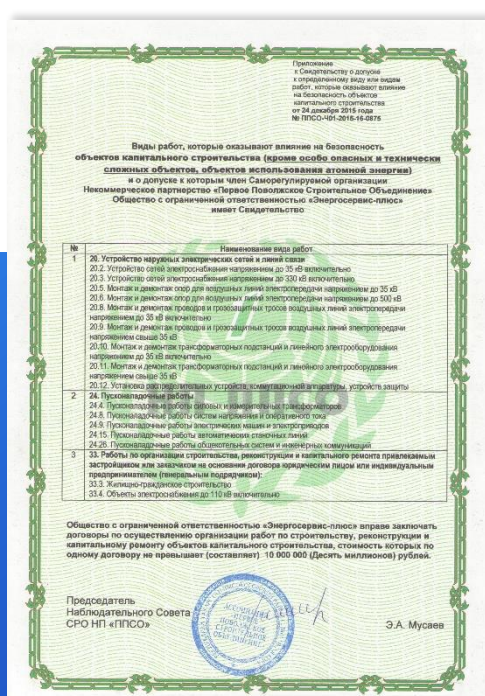 Приложение
к Свидетельству о допуске
к определенному виду или видам
работ, которые оказывают влияние
на безопасность объектов
капитального строительства
от 24 декабря 2015 года
№ ППСО-Ч01-2015-16-0875
Виды работ, которые оказывают влияние на безопасность
объектов капитального строительства (кроме особо опасных и технически
сложных объектов, объектов использования атомной энергии)
и о допуске к которым член Саморегулируемой организации
Некоммерческое партнерство «Первое Поволжское Строительное Объединение»
Общество с ограниченной ответственностью «Энергосервис-плюс»
имеет Свидетельство
№ Наименование вида работ
1 20. Устройство наружных электрических сетей и линий связи
20.2. Устройство сетей электроснабжения напряжением до 35 кВ включительно
20.3. Устройство сетей электроснабжения напряжением до 330 кВ включительно
20.5. Монтаж и демонтаж опор для воздушных линий электропередачи напряжением до 35 кВ
20.6. Монтаж и демонтаж опор для воздушных линий электропередачи напряжением до 500 кВ
20.8. Монтаж и демонтаж проводов и грозозащитных тросов воздушных линий электропередачи
напряжением до 35 кВ включительно
20.9. Монтаж и демонтаж проводов и грозозащитных тросов воздушных линий электропередачи
напряжением свыше 35 кВ
20.10. Монтаж и демонтаж трансформаторных подстанций и линейного электрооборудования
напряжением до 35 кВ включительно
20.11. Монтаж и демонтаж трансформаторных подстанций и линейного электрооборудования
напряжением свыше 35 кВ
20.12. Установка распределительных устройств, коммутационной аппаратуры, устройств защиты
2 24. Пусконаладочные работы
24.4. Пусконаладочные работы силовых и измерительных трансформаторов
24.8. Пусконаладочные работы систем напряжения и оперативного тока
24.9. Пусконаладочные работы электрических машин и электроприводов
24.15. Пусконаладочные работы автоматических станочных линий
24.26. Пусконаладочные работы общекотельных систем и инженерных коммуникаций
3 33. Работы по организации строительства, реконструкции и капитального ремонта привлекаемым
застройщиком или заказчиком на основании договора юридическим лицом или индивидуальным
предпринимателем (генеральным подрядчиком):
33.3. Жилищно-гражданское строительство
33.4. Объекты электроснабжения до 110 кВ включительно
Общество с ограниченной ответственностью «Энергосервис-плюс» вправе заключать
договоры по осуществлению организации работ по строительству, реконструкции и
капитальному ремонту объектов капитального строительства, стоимость которых по
одному договору не превышает (составляет) 10 000 000 (Десять миллионов) рублей.
Председатель
Наблюдательного Совета
СРО НП «ППСО»
Э.А. Мусаев
АССОЦИАЦИЯ
ПЕРВОЕ
ПОВОЛЖСКОЕ
СТРОИТЕЛЬНОЕ
ОБЪЕДИНЕНИЕ